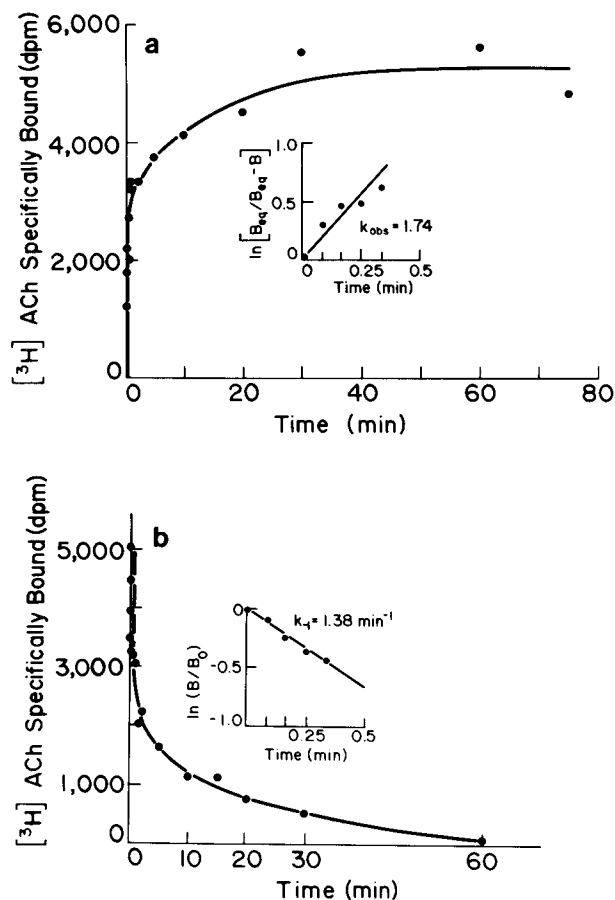 a
6,000
4,000
2,000
0
[³H] ACh Specifically Bound (dpm)
0 20 40 60 80
Time (min)
1.0
0.5
0
ln [Beq/Beq-B]
kobs = 1.74
0 0.25 0.5
Time (min)
b
5,000
3,000
1,000
0
[³H] ACh Specifically Bound (dpm)
0 10 20 30 60
Time (min)
0
-0.5
-1.0
ln (B/B₀)
k₋₁ = 1.38 min⁻¹
0.25 0.5
Time (min)